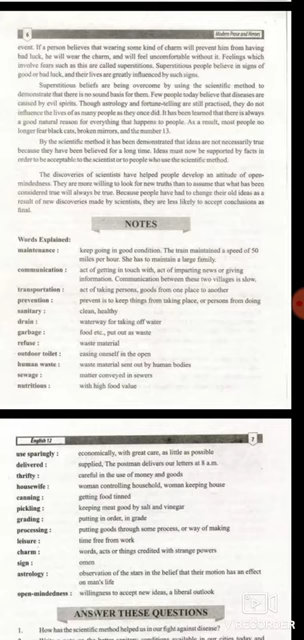 4 Modern Prose and Heroes
event. If a person believes that wearing some kind of charm will prevent him from having
bad luck, he will wear the charm, and will feel uncomfortable without it. Feelings which
involve fears such as this are called superstitions. Superstitious people believe in signs of
good or bad luck, and their lives are greatly influenced by such signs.
Superstitious beliefs are being overcome by using the scientific method to
demonstrate that there is no sound basis for them. Few people today believe that diseases are
caused by evil spirits. Though astrology and fortune-telling are still practised, they do not
influence the lives of as many people as they once did. It has been learned that there is always
a good natural reason for everything that happens to people. As a result, most people no
longer fear black cats, broken mirrors, and the number 13.
By the scientific method it has been demonstrated that ideas are not necessarily true
because they have been believed for a long time. Ideas must now be supported by facts in
order to be acceptable to the scientist or to people who use the scientific method.
The discoveries of scientists have helped people develop an attitude of open-
mindedness. They are more willing to look for new truths than to assume that what has been
considered true will always be true. Because people have had to change their old ideas as a
result of new discoveries made by scientists, they are less likely to accept conclusions as
final.
NOTES
Words Explained:
maintenance : keep going in good condition. The train maintained a speed of 50
miles per hour. She has to maintain a large family.
communication : act of getting in touch with, act of imparting news or giving
information. Communication between these two villages is slow.
transportation : act of taking persons, goods from one place to another
prevention : prevent is to keep things from taking place, or persons from doing
sanitary : clean, healthy
drain : waterway for taking off water
garbage : food etc., put out as waste
refuse : waste material
outdoor toilet : easing oneself in the open
human waste : waste material sent out by human bodies
sewage : matter conveyed in sewers
nutritious : with high food value
English 12 7
use sparingly : economically, with great care, as little as possible
delivered : supplied, The postman delivers our letters at 8 a.m.
thrifty : careful in the use of money and goods
housewife : woman controlling household, woman keeping house
canning : getting food tinned
pickling : keeping meat good by salt and vinegar
grading : putting in order, in grade
processing : putting goods through some process, or way of making
leisure : time free from work
charm : words, acts or things credited with strange powers
sign : omen
astrology : observation of the stars in the belief that their motion has an effect
on man's life
open-mindedness : willingness to accept new ideas, a liberal outlook
ANSWER THESE QUESTIONS
1. How has the scientific method helped us in our fight against disease?